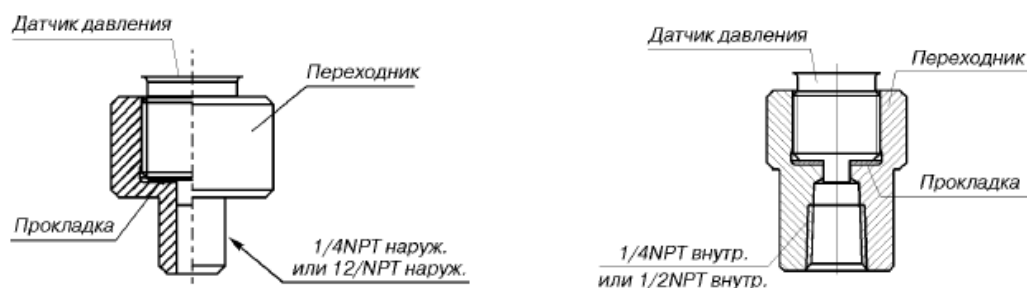 Датчик давления
Переходник
Прокладка
1/4NPT наруж.
или 12/NPT наруж.
Датчик давления
Переходник
Прокладка
1/4NPT внутр.
или 1/2NPT внутр.